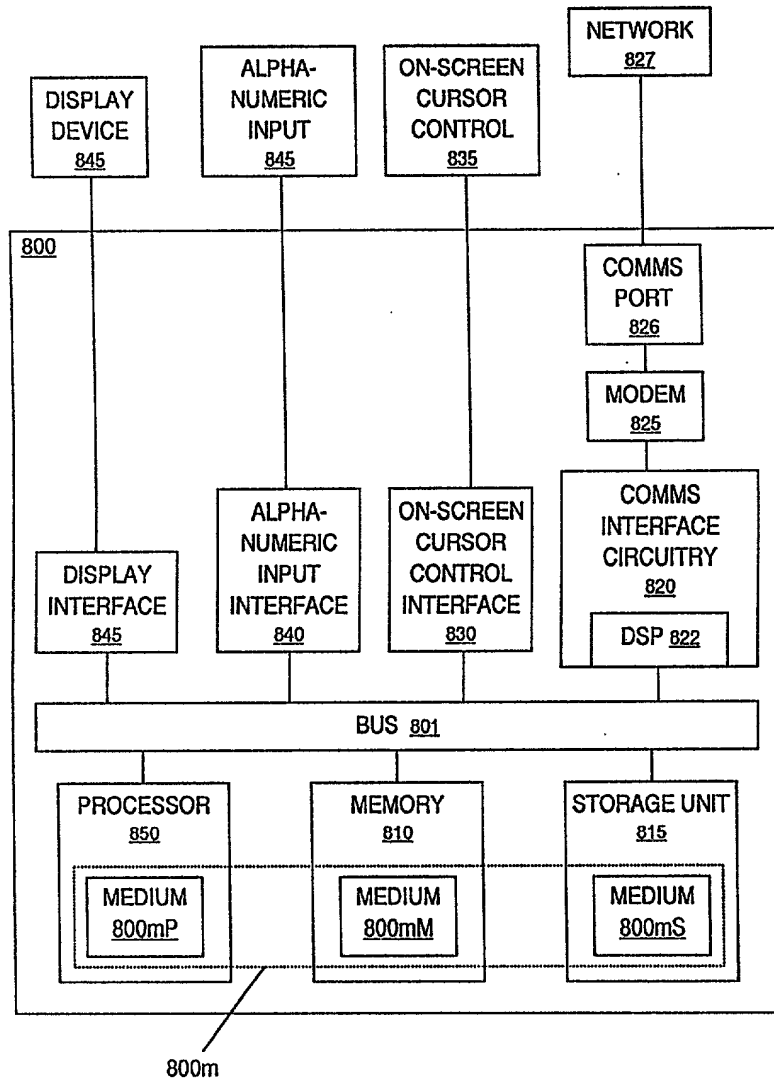 NETWORK
827
DISPLAY
DEVICE
845
ALPHA-
NUMERIC
INPUT
845
ON-SCREEN
CURSOR
CONTROL
835
800
COMMS
PORT
826
MODEM
825
COMMS
INTERFACE
CIRCUITRY
820
DSP 822
DISPLAY
INTERFACE
845
ALPHA-
NUMERIC
INPUT
INTERFACE
840
ON-SCREEN
CURSOR
CONTROL
INTERFACE
830
BUS 801
PROCESSOR
850
MEDIUM
800mP
MEMORY
810
MEDIUM
800mM
STORAGE UNIT
815
MEDIUM
800mS
800m